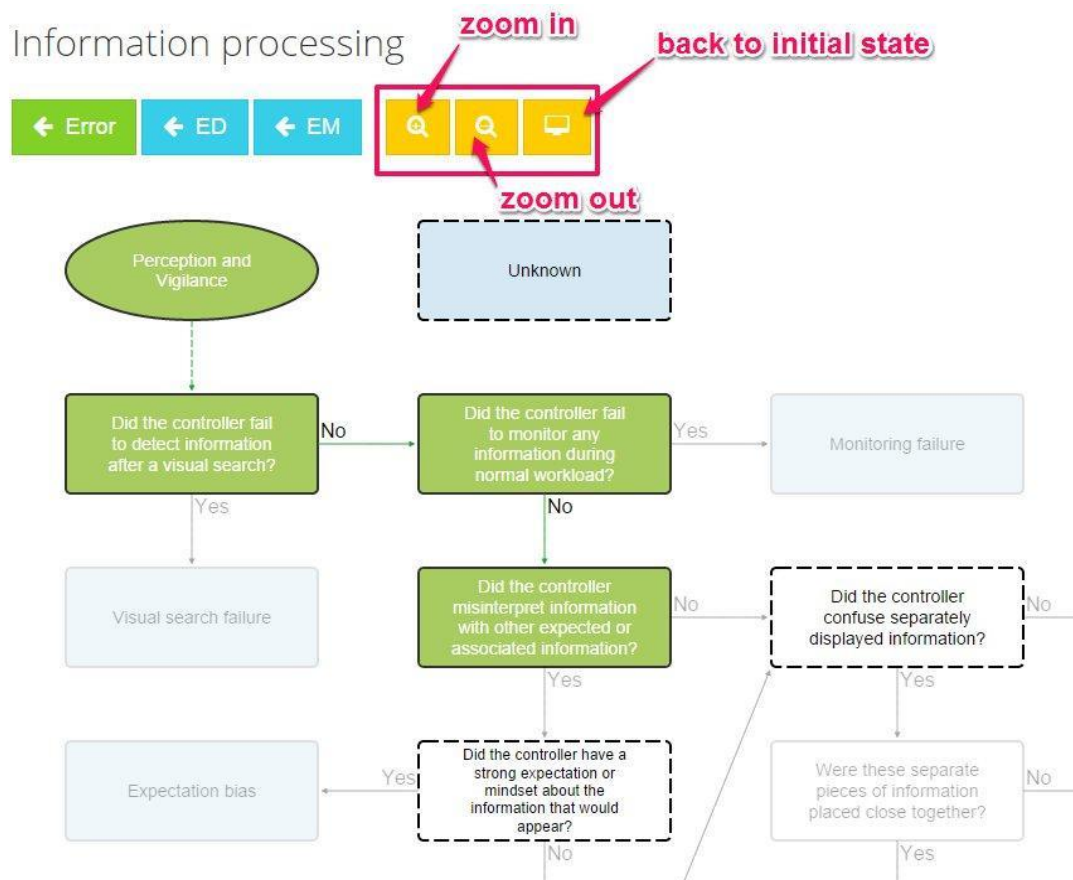 zoom in
Information processing
back to initial state
Error
ED
EM
zoom out
Perception and
Vigilance
Unknown
Did the controller fail
to detect information
after a visual search?
No
Did the controller fail
to monitor any
information during
normal workload?
Yes
Monitoring failure
Yes
No
Visual search failure
Did the controller
misinterpret information
with other expected or
associated information?
No
Did the controller
confuse separately
displayed information?
No
Yes
Yes
Expectation bias
Yes
Did the controller have a
strong expectation or
mindset about the
information that would
appear?
Were these separate
pieces of information
placed close together?
No
No
Yes